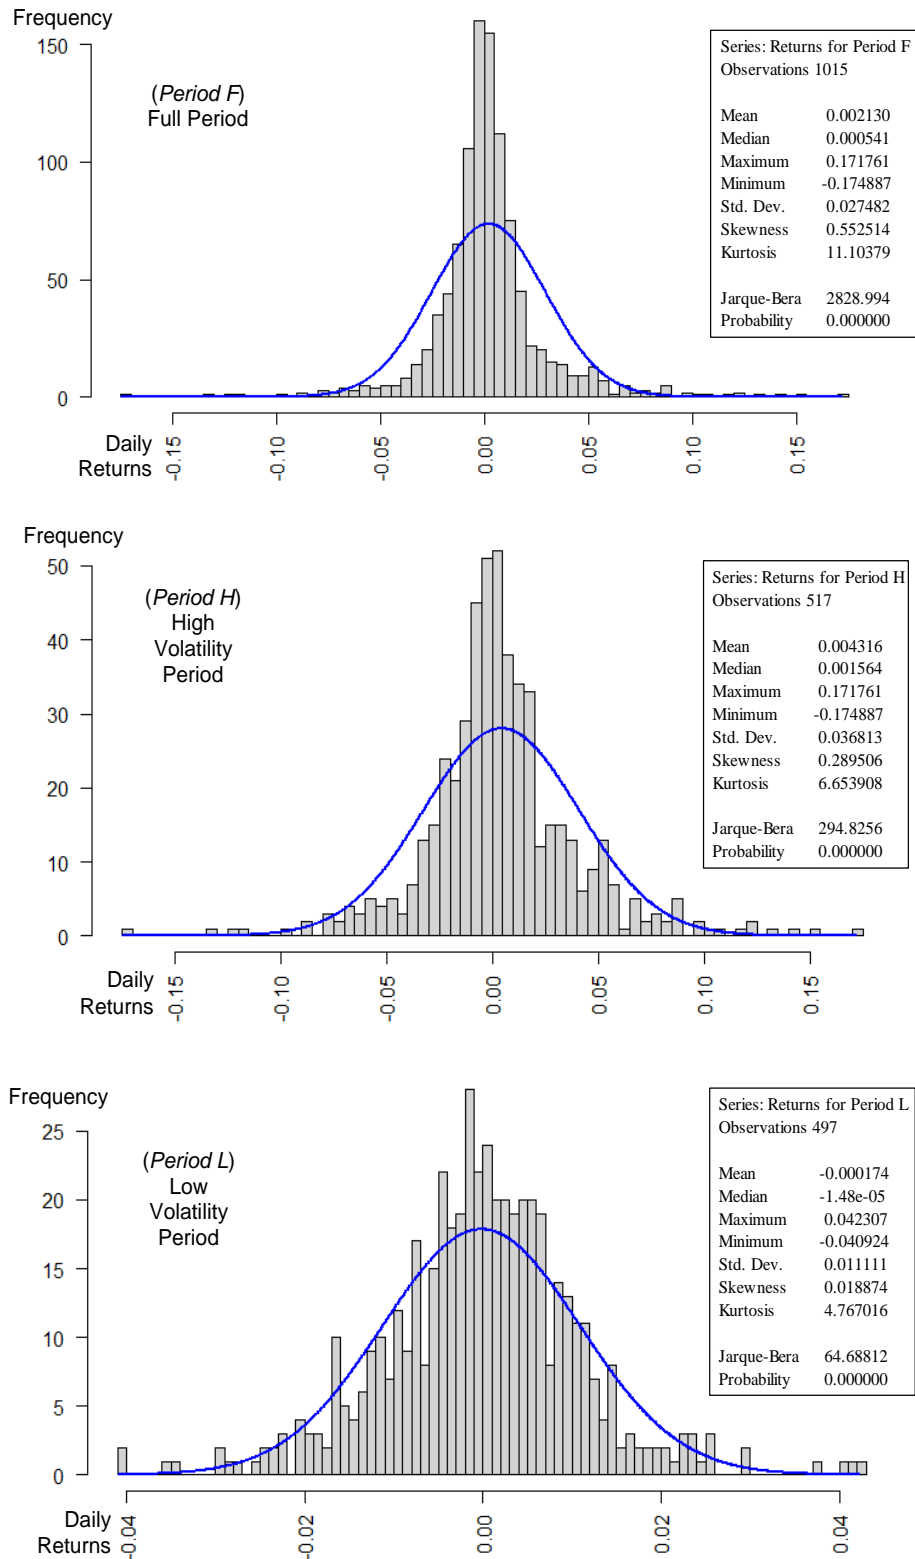 Frequency
150
100
50
0
(Period F)
Full Period
-0.15
-0.10
-0.05
0.00
0.05
0.10
0.15
Daily
Returns
Series: Returns for Period F
Observations 1015
Mean 0.002130
Median 0.000541
Maximum 0.171761
Minimum -0.174887
Std. Dev. 0.027482
Skewness 0.552514
Kurtosis 11.10379
Jarque-Bera 2828.994
Probability 0.000000
Frequency
50
40
30
20
10
0
(Period H)
High
Volatility
Period
-0.15
-0.10
-0.05
0.00
0.05
0.10
0.15
Daily
Returns
Series: Returns for Period H
Observations 517
Mean 0.004316
Median 0.001564
Maximum 0.171761
Minimum -0.174887
Std. Dev. 0.036813
Skewness 0.289506
Kurtosis 6.653908
Jarque-Bera 294.8256
Probability 0.000000
Frequency
25
20
15
10
5
0
(Period L)
Low
Volatility
Period
-0.04
-0.02
0.00
0.02
0.04
Daily
Returns
Series: Returns for Period L
Observations 497
Mean -0.000174
Median -1.48e-05
Maximum 0.042307
Minimum -0.040924
Std. Dev. 0.011111
Skewness 0.018874
Kurtosis 4.767016
Jarque-Bera 64.68812
Probability 0.000000